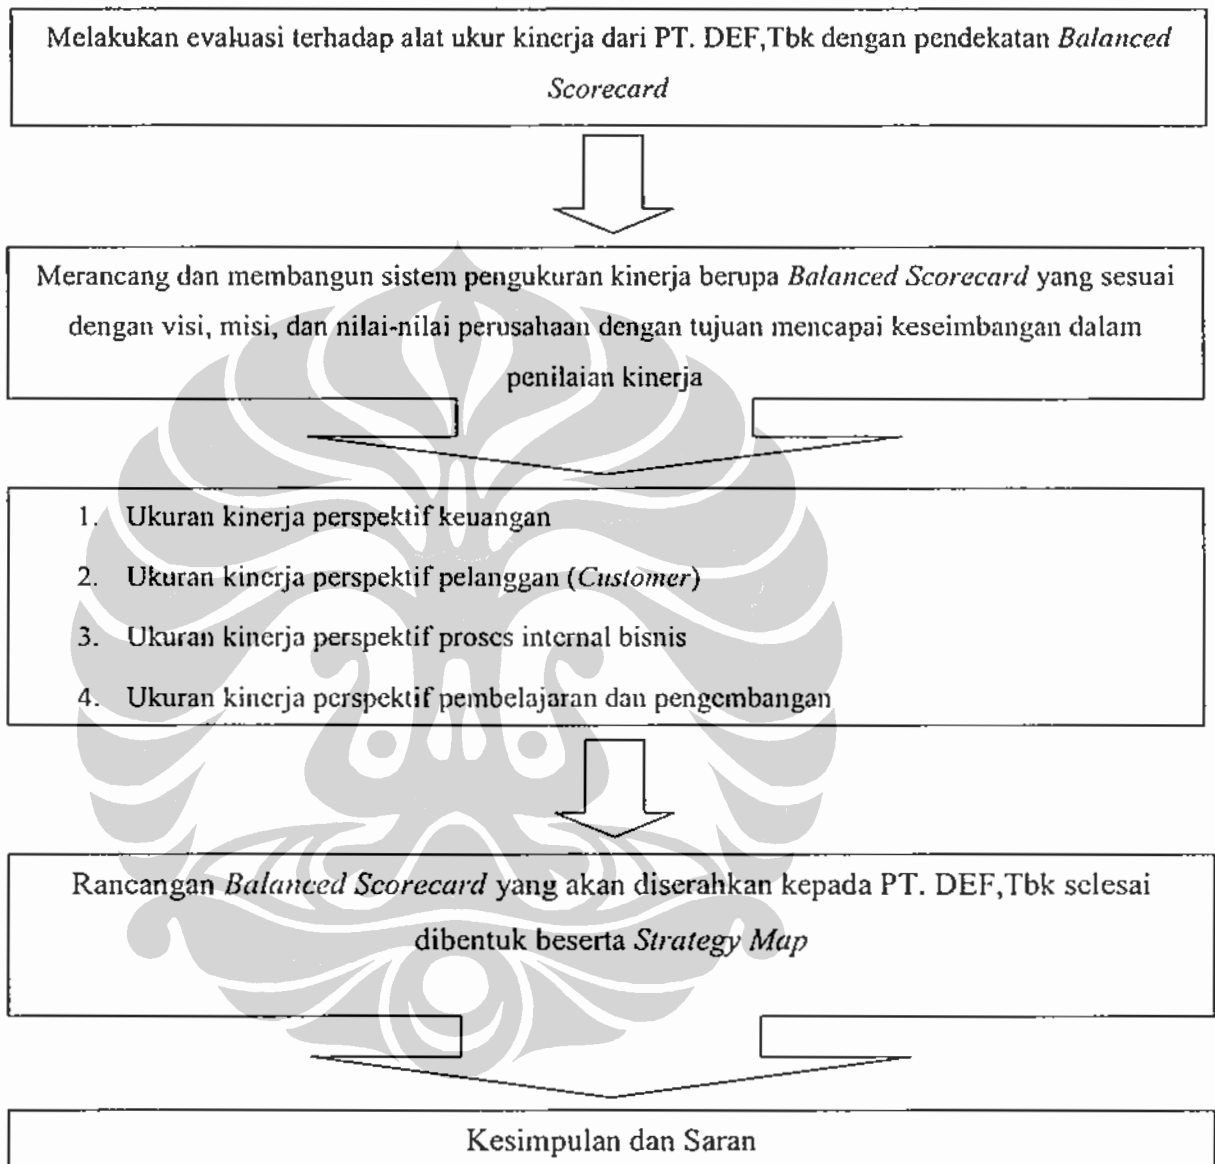 Melakukan evaluasi terhadap alat ukur kinerja dari PT. DEF,Tbk dengan pendekatan Balanced
Scorecard
Merancang dan membangun sistem pengukuran kinerja berupa Balanced Scorecard yang sesuai
dengan visi, misi, dan nilai-nilai perusahaan dengan tujuan mencapai keseimbangan dalam
penilaian kinerja
1. Ukuran kinerja perspektif keuangan
2. Ukuran kinerja perspektif pelanggan (Customer)
3. Ukuran kinerja perspektif proses internal bisnis
4. Ukuran kinerja perspektif pembelajaran dan pengembangan
Rancangan Balanced Scorecard yang akan diserahkan kepada PT. DEF,Tbk selesai
dibentuk beserta Strategy Map
Kesimpulan dan Saran